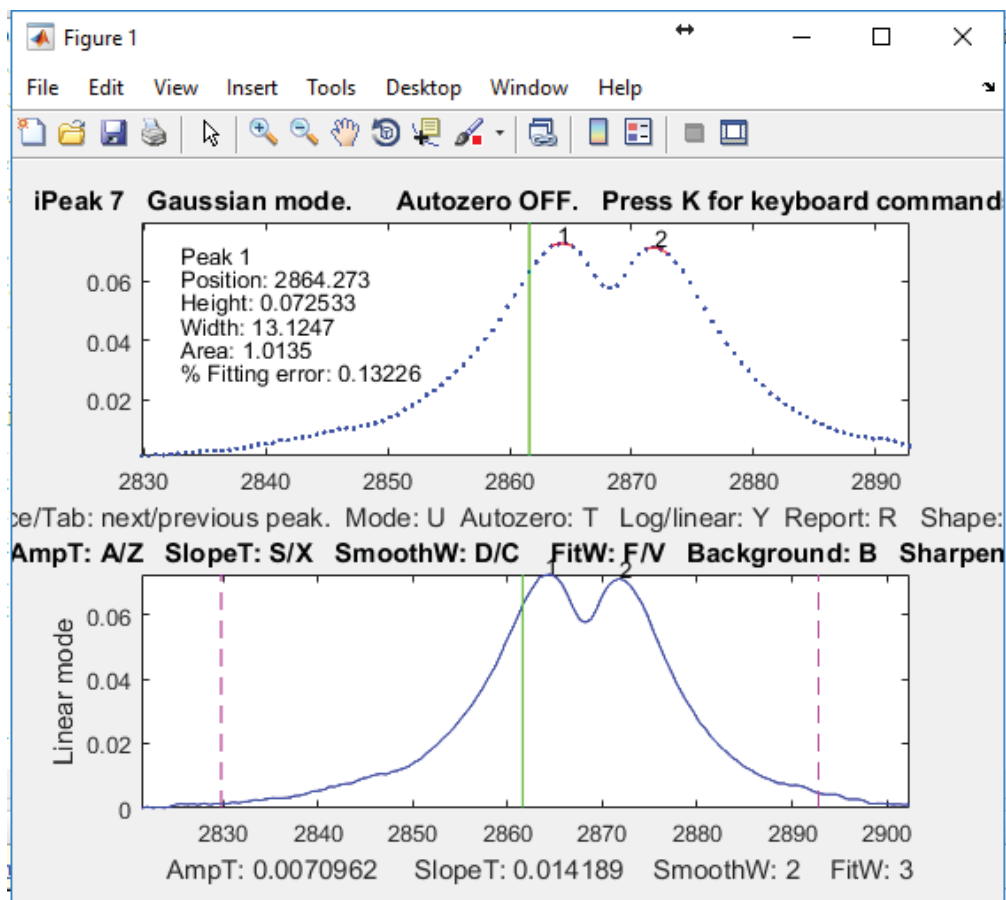 Figure 1
File Edit View Insert Tools Desktop Window Help
iPeak 7 Gaussian mode. Autozero OFF. Press K for keyboard command
1 2
Peak 1
Position: 2864.273
Height: 0.072533
Width: 13.1247
Area: 1.0135
% Fitting error: 0.13226
0.06
0.04
0.02
2830 2840 2850 2860 2870 2880 2890
ce/Tab: next/previous peak. Mode: U Autozero: T Log/linear: Y Report: R Shape:
AmpT: A/Z SlopeT: S/X SmoothW: D/C FitW: F/V Background: B Sharpen
1 2
Linear mode
0.06
0.04
0.02
0
2830 2840 2850 2860 2870 2880 2890 2900
AmpT: 0.0070962 SlopeT: 0.014189 SmoothW: 2 FitW: 3